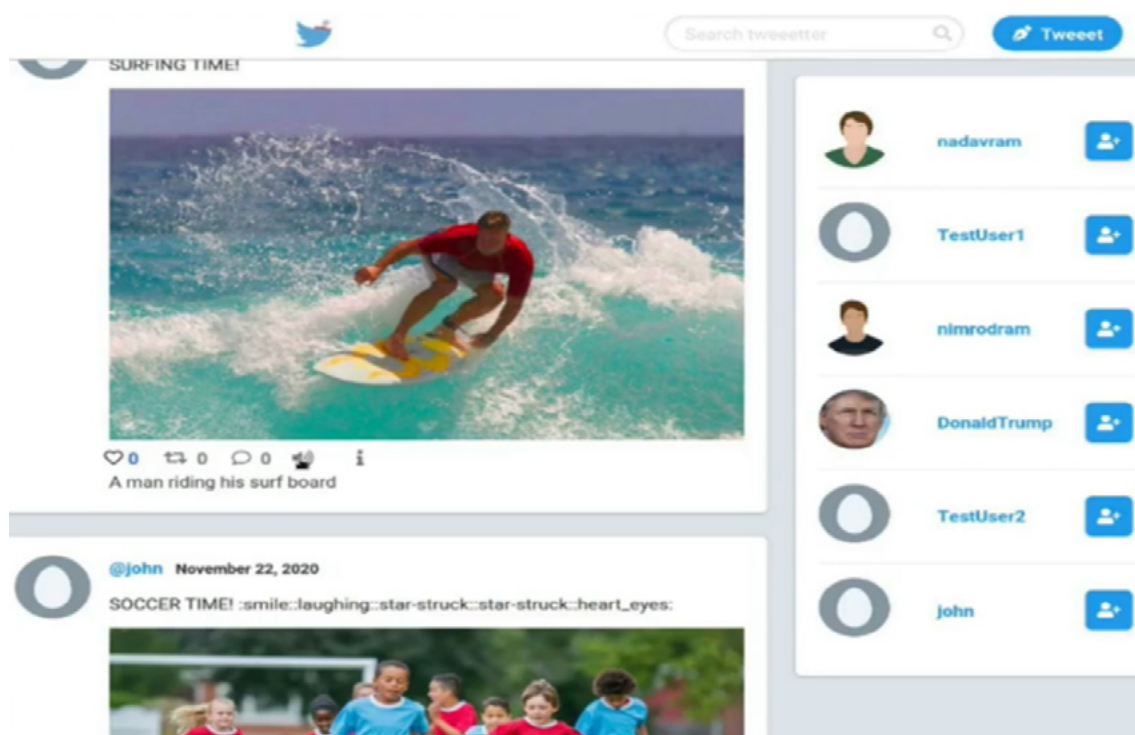 Search tweeetter
Tweeet
SURFING TIME!
0 0 0
A man riding his surf board
@john November 22, 2020
SOCCER TIME! :smile::laughing::star-struck::star-struck::heart_eyes:
nadavram
TestUser1
nimrodram
DonaldTrump
TestUser2
john